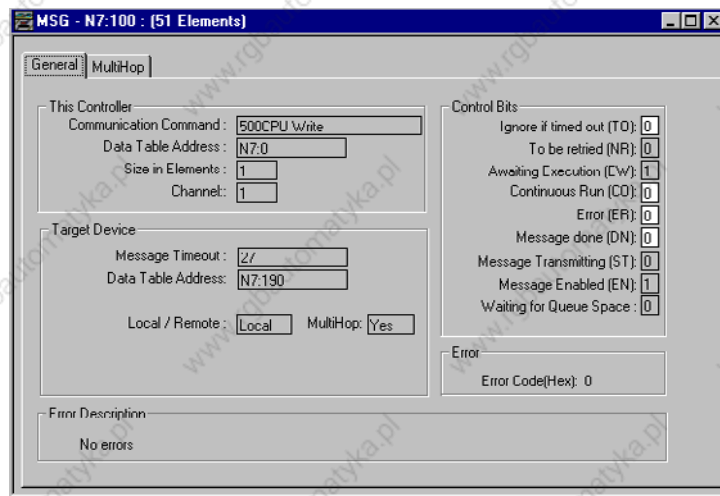 MSG - N7:100 : (51 Elements)
General MultiHop
This Controller
Communication Command : 500CPU Write
Data Table Address : N7:0
Size in Elements : 1
Channel: 1
Target Device
Message Timeout : 27
Data Table Address: N7:190
Local / Remote : Local MultiHop: Yes
Control Bits
Ignore if timed out (TO): 0
To be retried (NR): 0
Awaiting Execution (EW): 1
Continuous Run (CO): 0
Error (ER): 0
Message done (DN): 0
Message Transmitting (ST): 0
Message Enabled (EN): 1
Waiting for Queue Space : 0
Error
Error Code(Hex): 0
Error Description
No errors
www.rgbautomatyka.pl